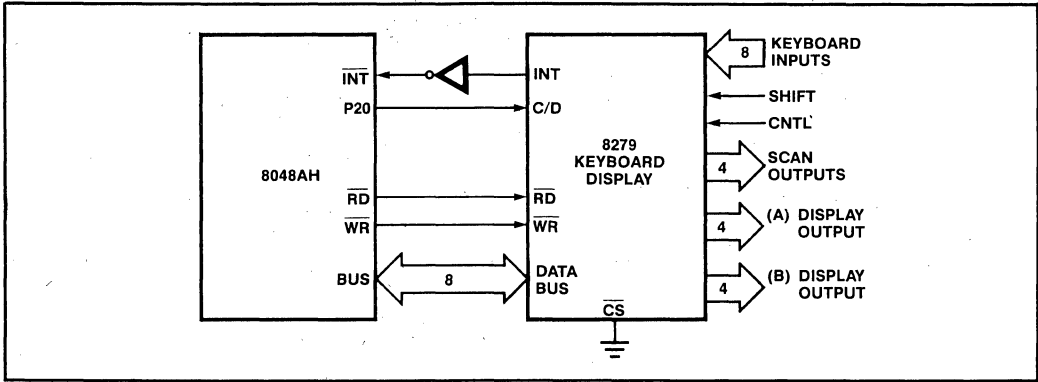 8048AH
INT
P20
RD
WR
BUS
8
INT
C/D
8279
KEYBOARD
DISPLAY
RD
WR
DATA
BUS
CS
8
KEYBOARD
INPUTS
SHIFT
CNTL
4
SCAN
OUTPUTS
4
(A) DISPLAY
OUTPUT
4
(B) DISPLAY
OUTPUT